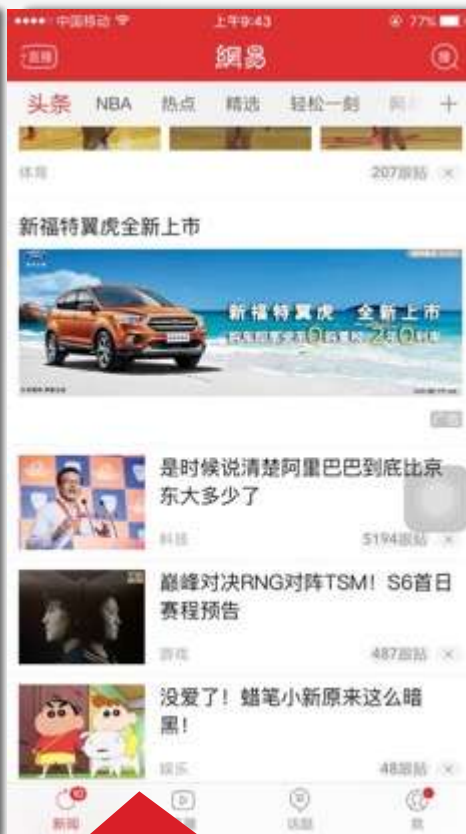 中国移动
上午9:43
77%
直播
網易
搜
头条 NBA 热点 精选 轻松一刻
体育
207跟贴
新福特翼虎全新上市
新福特翼虎 全新上市
广告
是时候说清楚阿里巴巴到底比京
东大多少了
科技
5194跟贴
巅峰对决RNG对阵TSM！S6首日
赛程预告
游戏
487跟贴
没爱了！蜡笔小新原来这么暗
黑！
娱乐
48跟贴
新闻
话题
我